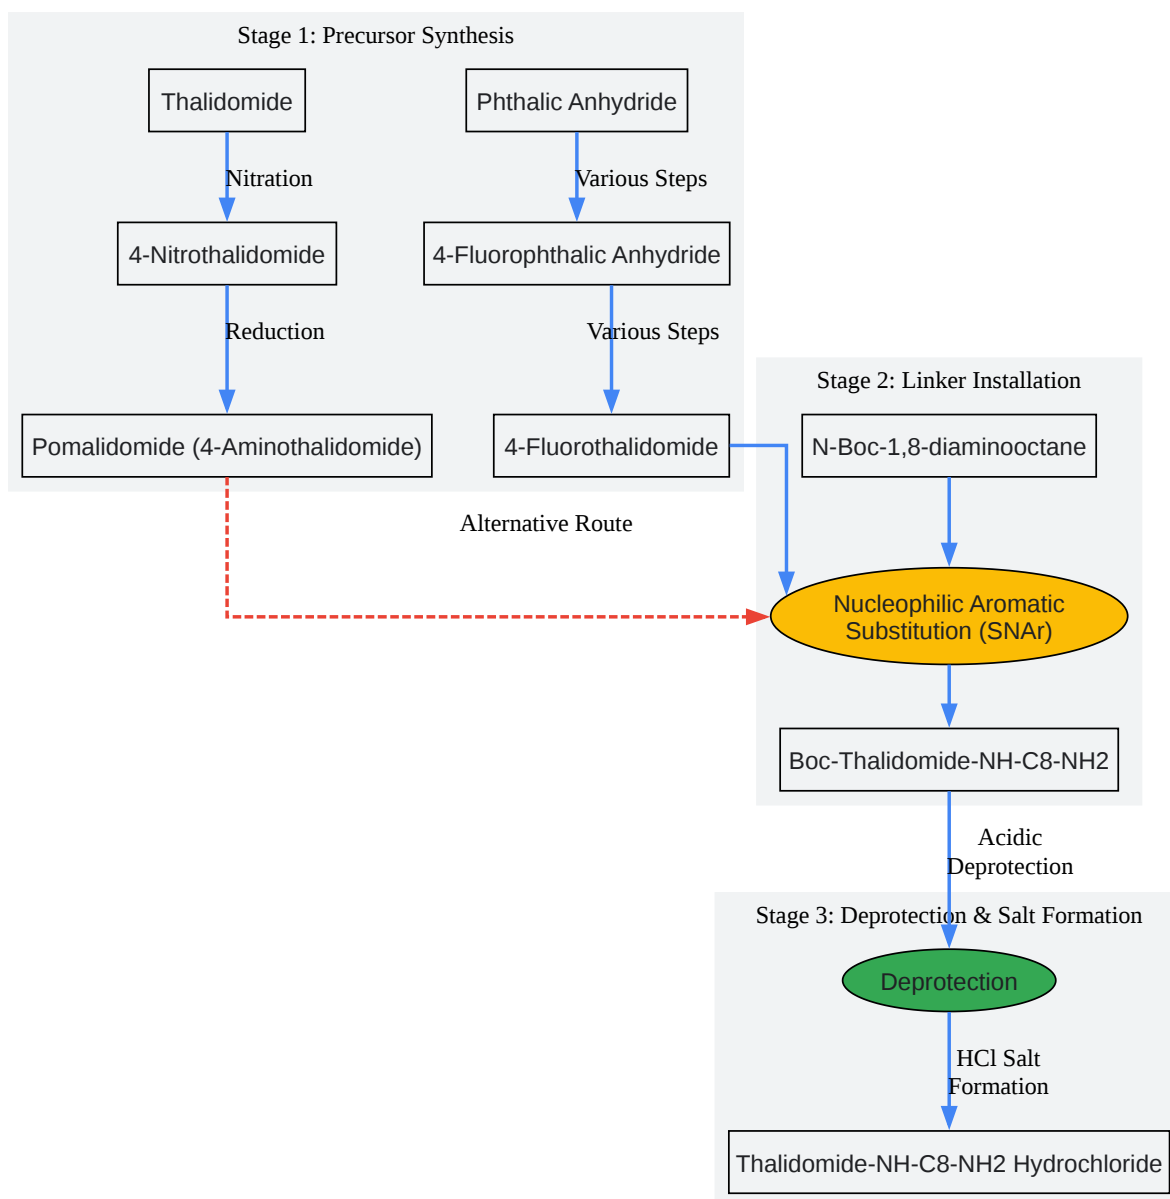 Stage 1: Precursor Synthesis
Thalidomide
Phthalic Anhydride
Nitration
Various Steps
4-Nitrothalidomide
4-Fluorophthalic Anhydride
Reduction
Various Steps
Stage 2: Linker Installation
Pomalidomide (4-Aminothalidomide)
4-Fluorothalidomide
N-Boc-1,8-diaminooctane
Alternative Route
Nucleophilic Aromatic
Substitution (SNAr)
Boc-Thalidomide-NH-C8-NH2
Acidic
Deprotection
Stage 3: Deprotection & Salt Formation
Deprotection
HCl Salt
Formation
Thalidomide-NH-C8-NH2 Hydrochloride